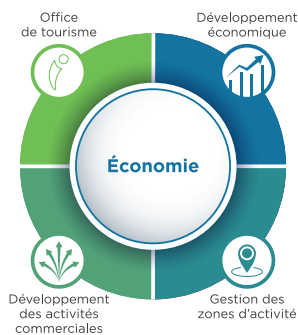 Office
de tourisme
Développement
économique
Économie
Développement
des activités
commerciales
Gestion des
zones d'activité